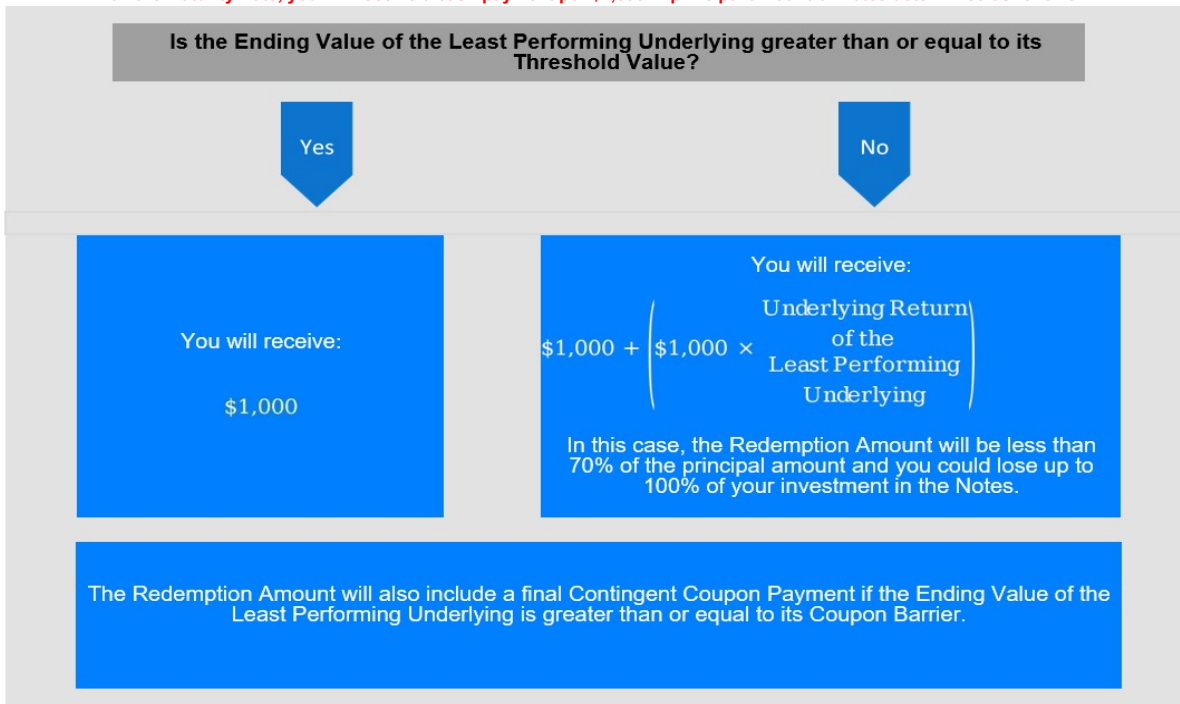 Is the Ending Value of the Least Performing Underlying greater than or equal to its
Threshold Value?
Yes
No
You will receive:
$1,000
You will receive:
$1,000 + ($1,000 × Underlying Return
of the
Least Performing
Underlying)
In this case, the Redemption Amount will be less than
70% of the principal amount and you could lose up to
100% of your investment in the Notes.
The Redemption Amount will also include a final Contingent Coupon Payment if the Ending Value of the
Least Performing Underlying is greater than or equal to its Coupon Barrier.